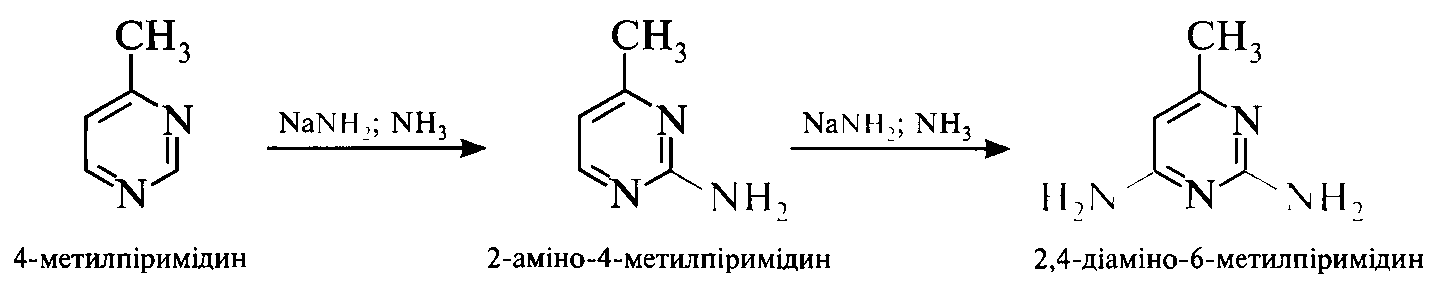 CH₃ CH₃ CH₃
N N N
NaNH₂; NH₃ NaNH₂; NH₃
N N NH₂ H₂N N NH₂
4-метилпіримідин 2-аміно-4-метилпіримідин 2,4-діаміно-6-метилпіримідин